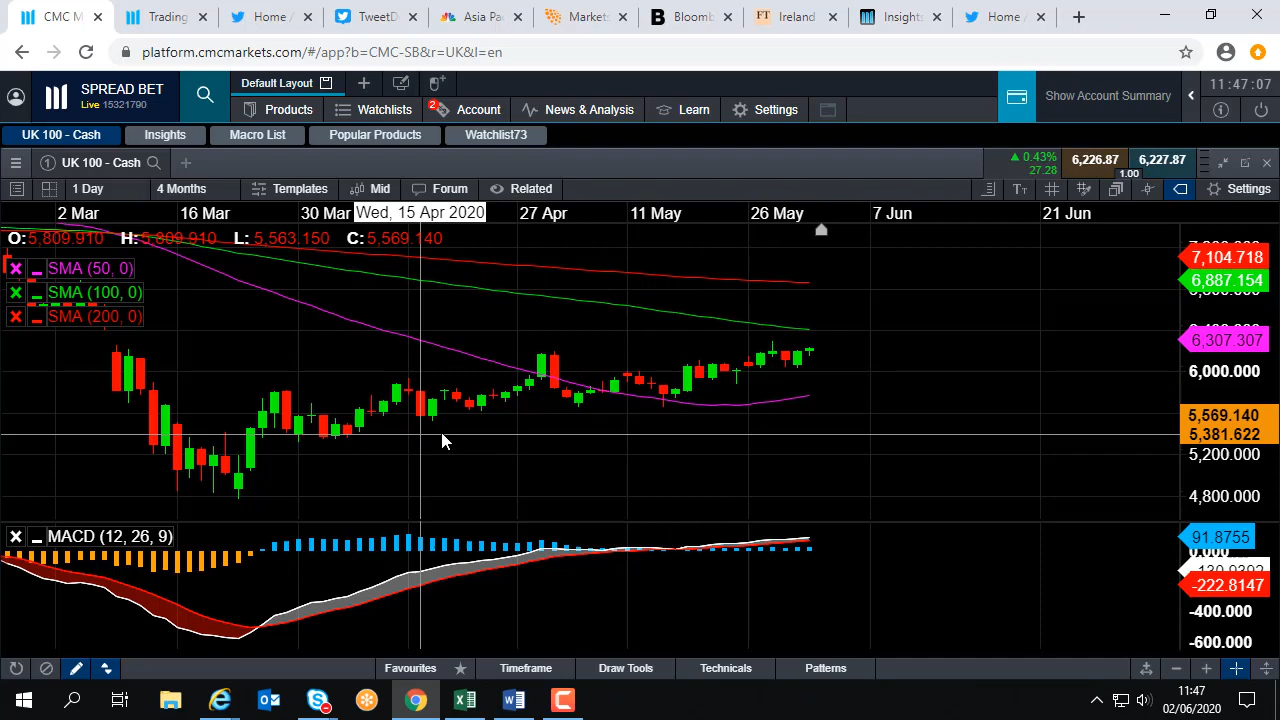 CMC M
Trading
Home /
TweetD
Asia Pa
Markets
Bloomb
Ireland
Insights
Home /
platform.cmcmarkets.com/#/app?b=CMC-SB&r=UK&l=en
SPREAD BET
Live 15321790
Default Layout
Products
Watchlists
2
Account
News & Analysis
Learn
Settings
Show Account Summary
11:47:07
UK 100 - Cash
Insights
Macro List
Popular Products
Watchlist73
1 UK 100 - Cash
0.43%
27.28
6,226.87
1.00
6,227.87
1 Day
4 Months
Templates
Mid
Forum
Related
Settings
2 Mar
16 Mar
30 Mar
Wed, 15 Apr 2020
27 Apr
11 May
26 May
7 Jun
21 Jun
O:5,809.910 H:5,809.910 L: 5,563.150 C:5,569.140
SMA (50, 0)
SMA (100, 0)
SMA (200, 0)
7,104.718
6,887.154
6,307.307
6,000.000
5,569.140
5,381.622
5,200.000
4,800.000
MACD (12, 26, 9)
91.8755
0.000
-222.8147
-400.000
-600.000
Favourites
Timeframe
Draw Tools
Technicals
Patterns
11:47
02/06/2020